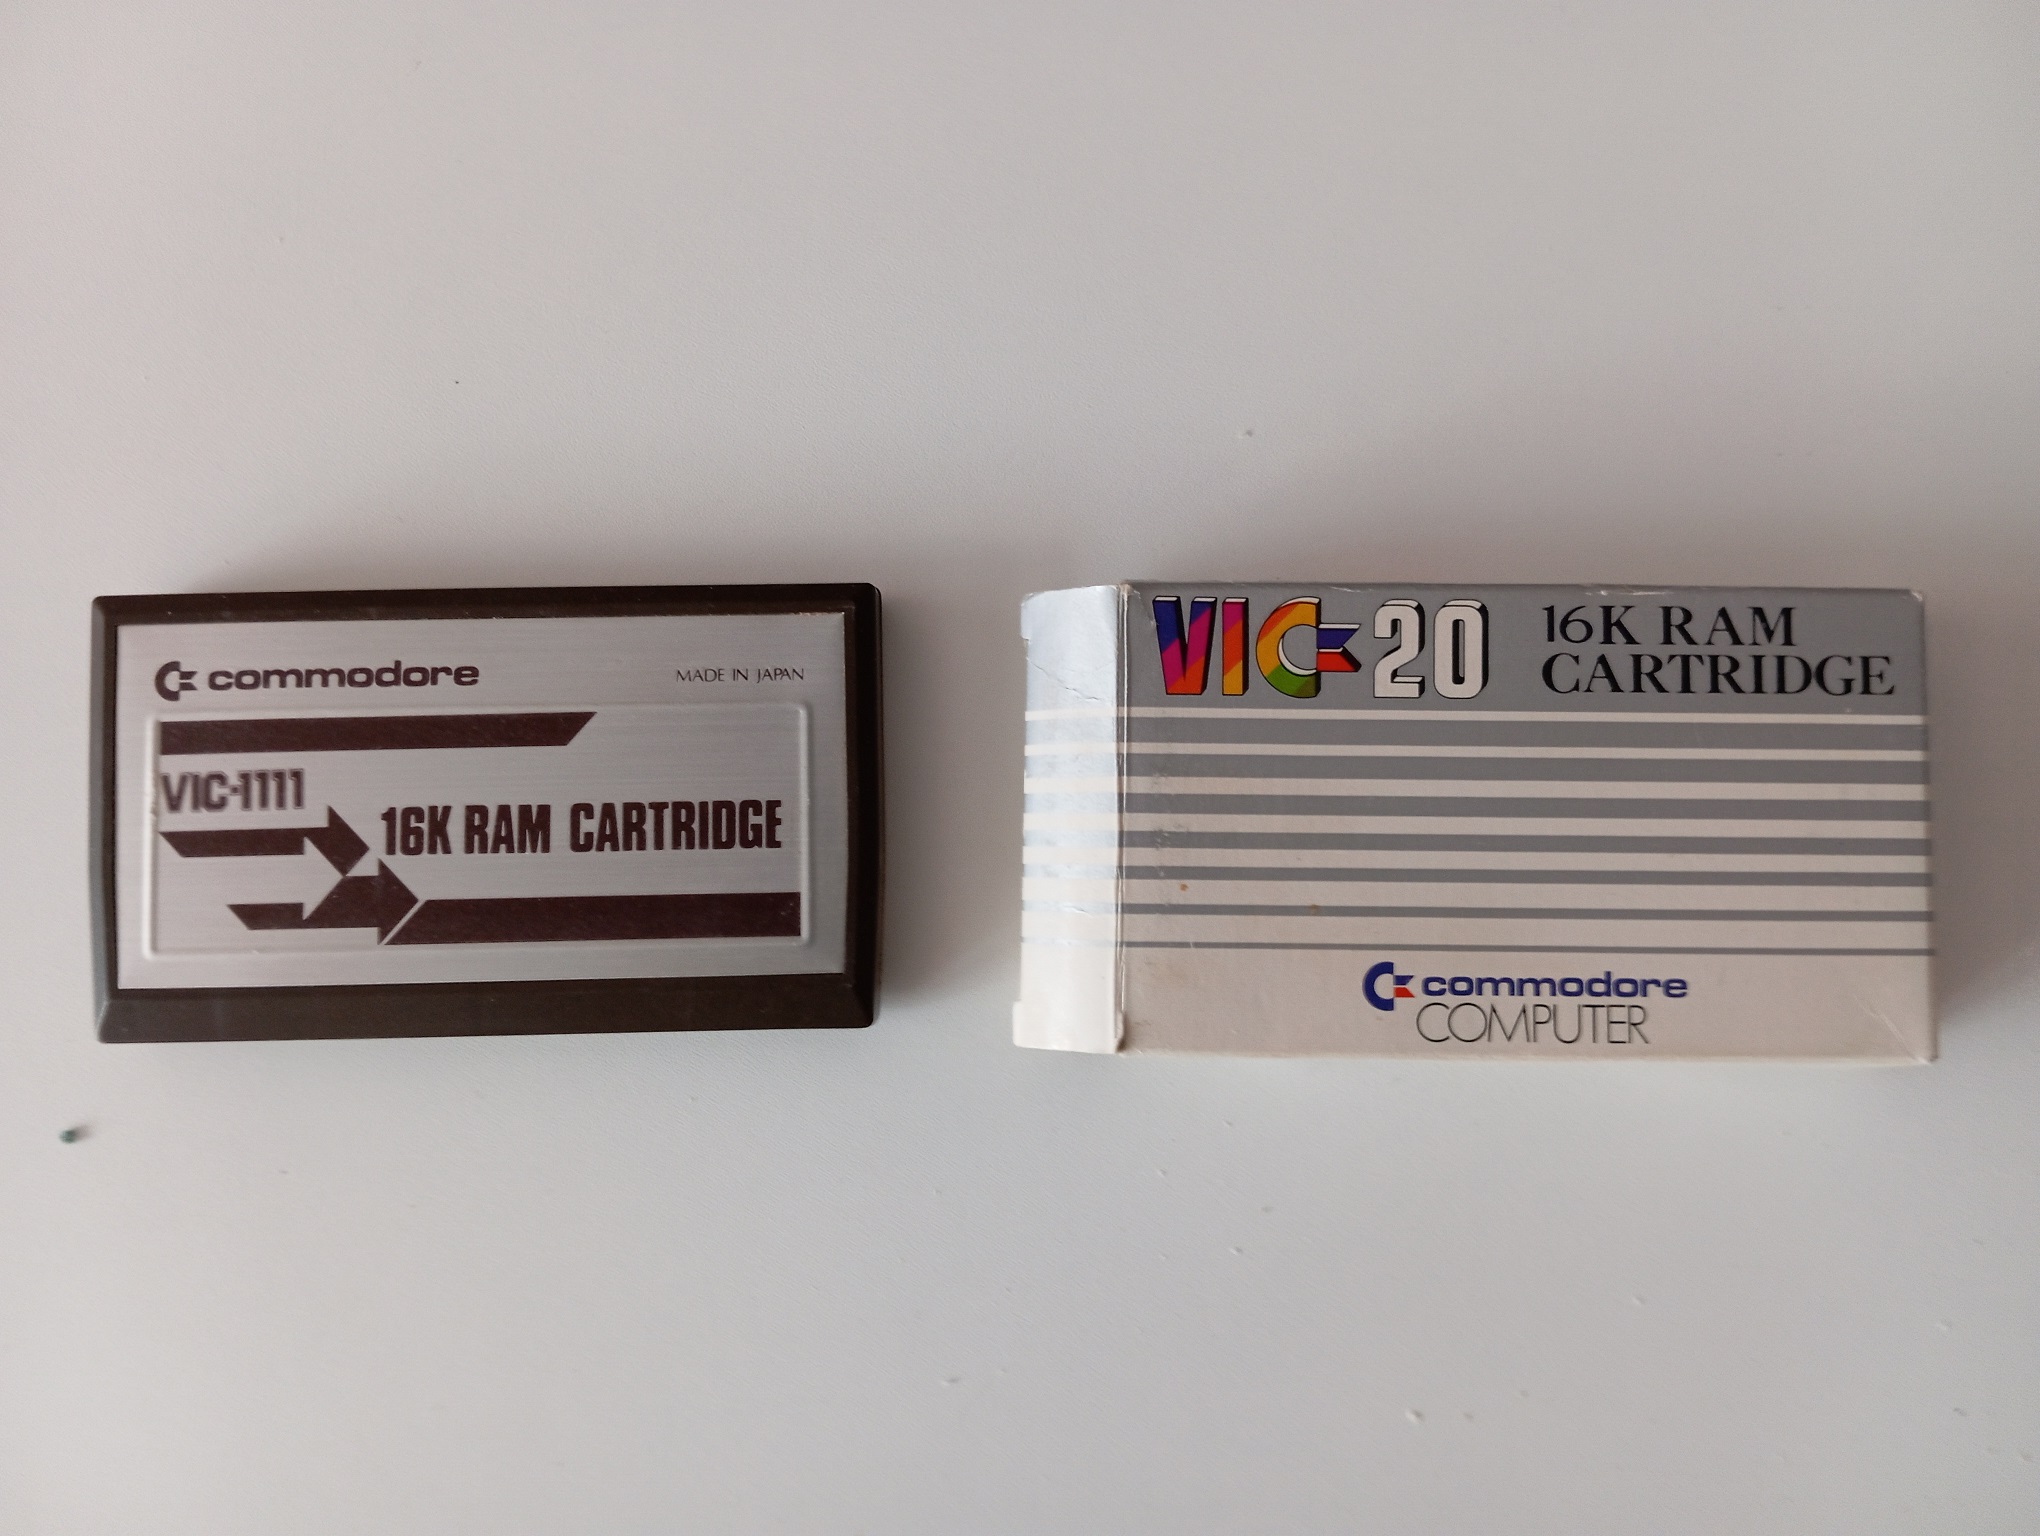 commodore
MADE IN JAPAN
VIC-1111
16K RAM CARTRIDGE
VIC-20
16K RAM
CARTRIDGE
commodore
COMPUTER